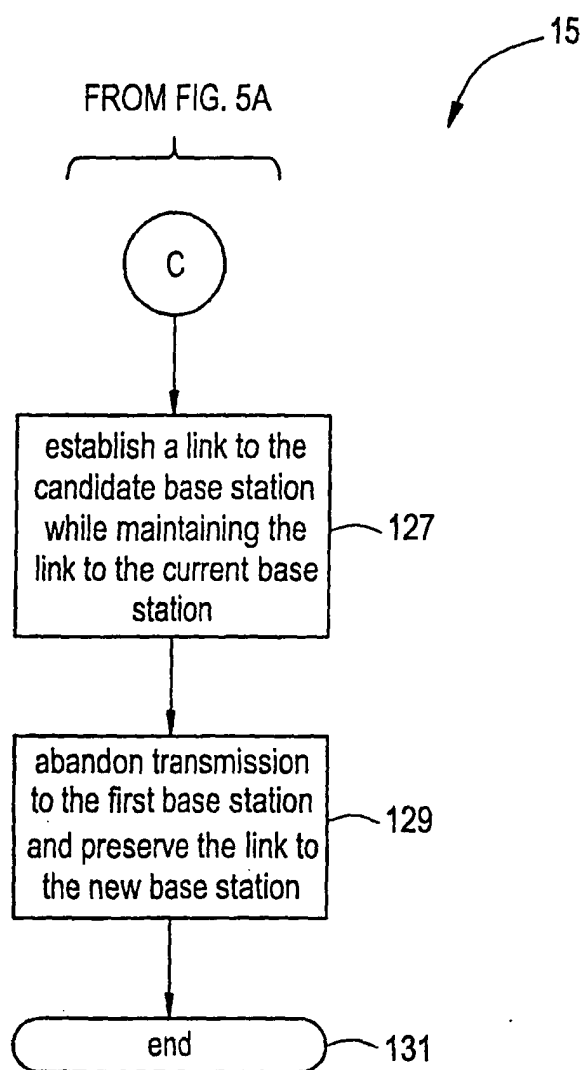 15
FROM FIG. 5A
C
establish a link to the
candidate base station
while maintaining the
link to the current base
station
127
abandon transmission
to the first base station
and preserve the link to
the new base station
129
end
131